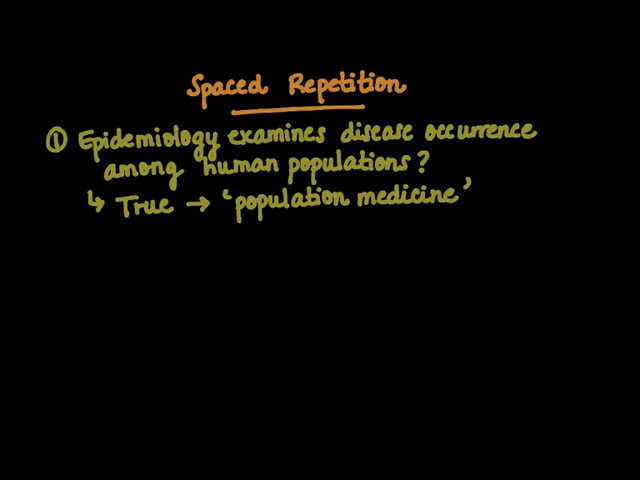 Spaced Repetition
① Epidemiology examines disease occurrence
among human populations?
↳ True → 'population medicine'